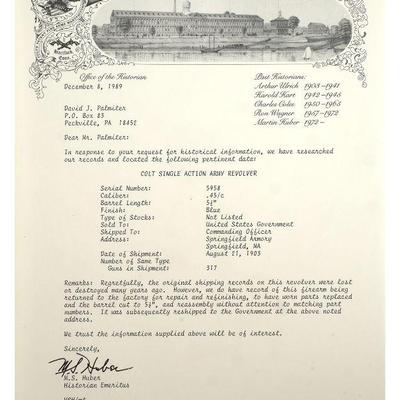 Hartford
Conn.
Office of the Historian
December 8, 1989
Past Historians:
Arthur Ulrich 1903-1941
Harold Hart 1942-1946
Charles Colee 1950-1963
Ron Wagner 1967-1972
Martin Huber 1972-
David J. Palmiter
P.O. Box 83
Peckville, PA 18452
Dear Mr. Palmiter:
In response to your request for historical information, we have researched
our records and located the following pertinent data:
COLT SINGLE ACTION ARMY REVOLVER
Serial Number: 5958
Caliber: .45/c
Barrel Length: 5½"
Finish: Blue
Type of Stocks: Not Listed
Sold To: United States Government
Shipped To: Commanding Officer
Address: Springfield Armory
Springfield, MA
Date of Shipment: August 21, 1903
Number of Same Type
Guns in Shipment: 317
Remarks: Regretfully, the original shipping records on this revolver were lost
or destroyed many years ago. However, we do have record of this firearm being
returned to the factory for repair and refinishing, to have worn parts replaced
and the barrel cut to 5½", and reassembly without attention to matching part
numbers. It was subsequently reshipped to the Government at the above noted
address.
We trust the information supplied above will be of interest.
Sincerely,
M.S. Huber
M.S. Huber
Historian Emeritus
MSH/mt